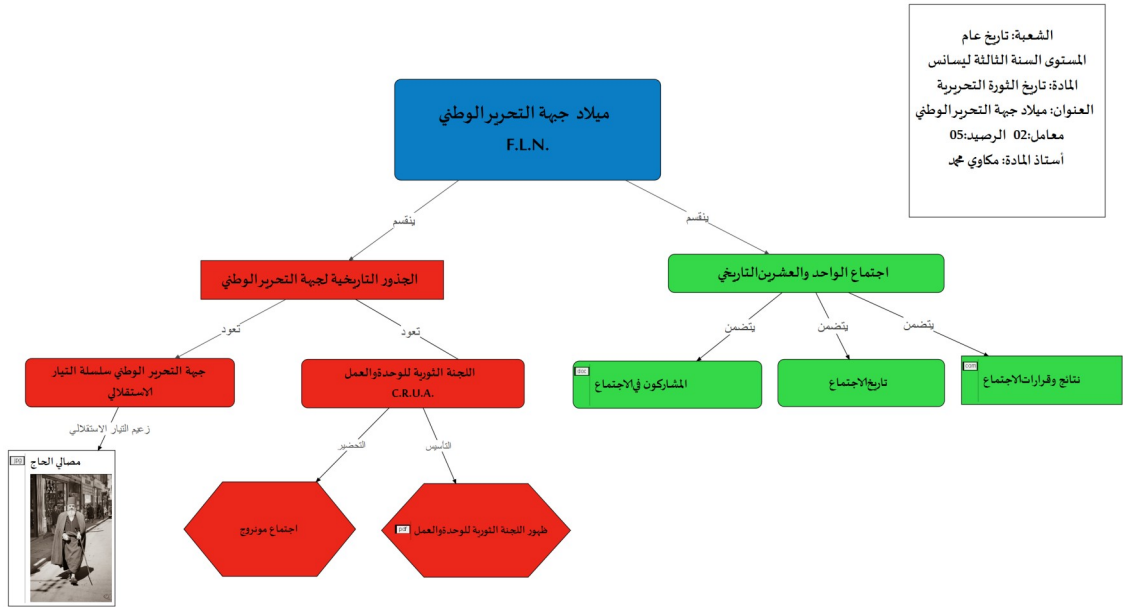 الشعبة: تاريخ عام
المستوى السنة الثالثة ليسانس
المادة: تاريخ الثورة التحريرية
العنوان: ميلاد جبهة التحرير الوطني
معامل:02 الرصيد:05
أستاذ المادة: مكاوي محمد
ميلاد جبهة التحرير الوطني
F.L.N.
ينقسم
ينقسم
اجتماع الواحد والعشرين التاريخي
الجذور التاريخية لجبهة التحرير الوطني
يتضمن
يتضمن
يتضمن
تعود
تعود
نتائج وقرارات الاجتماع
com
تاريخ الاجتماع
المشاركون في الاجتماع
doc
اللجنة الثورية للوحدة والعمل
C.R.U.A.
جبهة التحرير الوطني سلسلة التيار
الاستقلالي
زعيم التيار الاستقلالي
التأسيس
التحضير
مصالي الحاج
jpg
ظهور اللجنة الثورية للوحدة والعمل
pdf
اجتماع مونروج